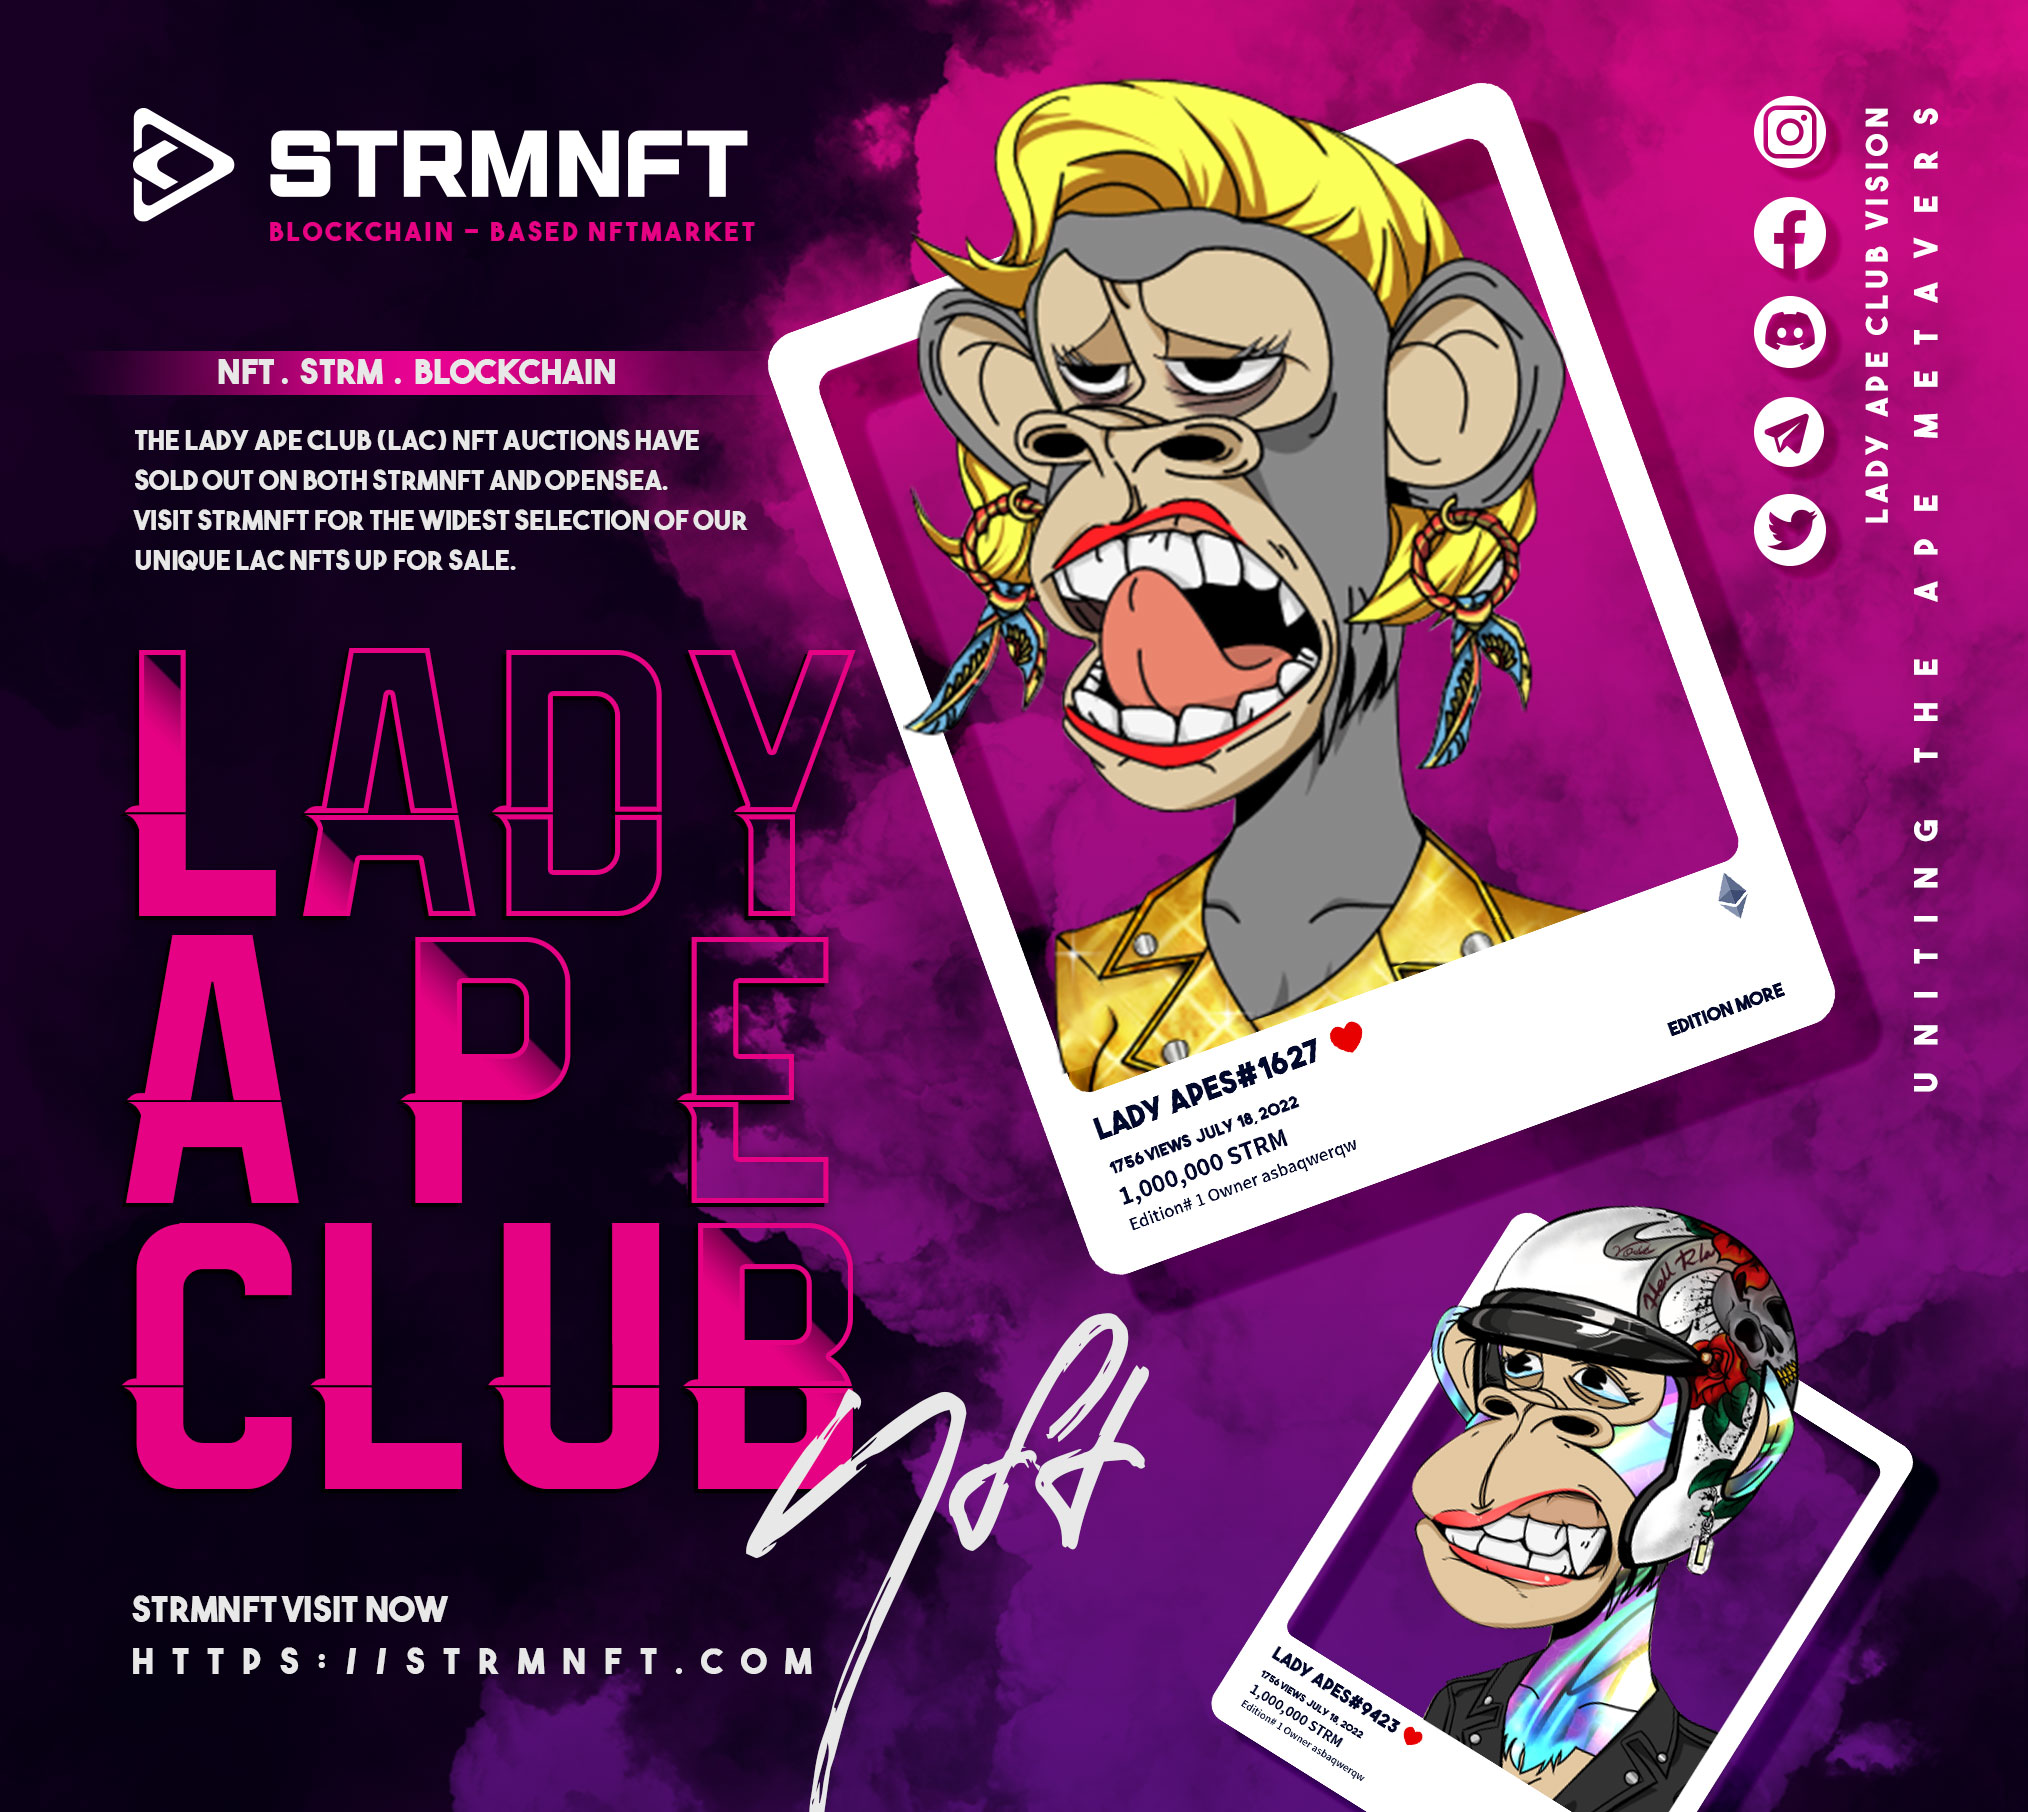 STRMNFT
BLOCKCHAIN - BASED NFTMARKET
NFT . STRM . BLOCKCHAIN
THE LADY APE CLUB (LAC) NFT AUCTIONS HAVE
SOLD OUT ON BOTH STRMNFT AND OPENSEA.
VISIT STRMNFT FOR THE WIDEST SELECTION OF OUR
UNIQUE LAC NFTS UP FOR SALE.
LADY
APE
CLUB
nft
STRMNFT VISIT NOW
HTTPS://STRMNFT.COM
LADY APES#1627
1756 VIEWS JULY 18, 2022
1,000,000 STRM
Edition# 1 Owner asbaqwerqw
EDITION MORE
LADY APE CLUB VISION
UNITING THE APE METAVERS
Hell
LADY APES#9423
1756 VIEWS JULY 18, 2022
1,000,000 STRM
Edition# 1 Owner asbaqwerqw